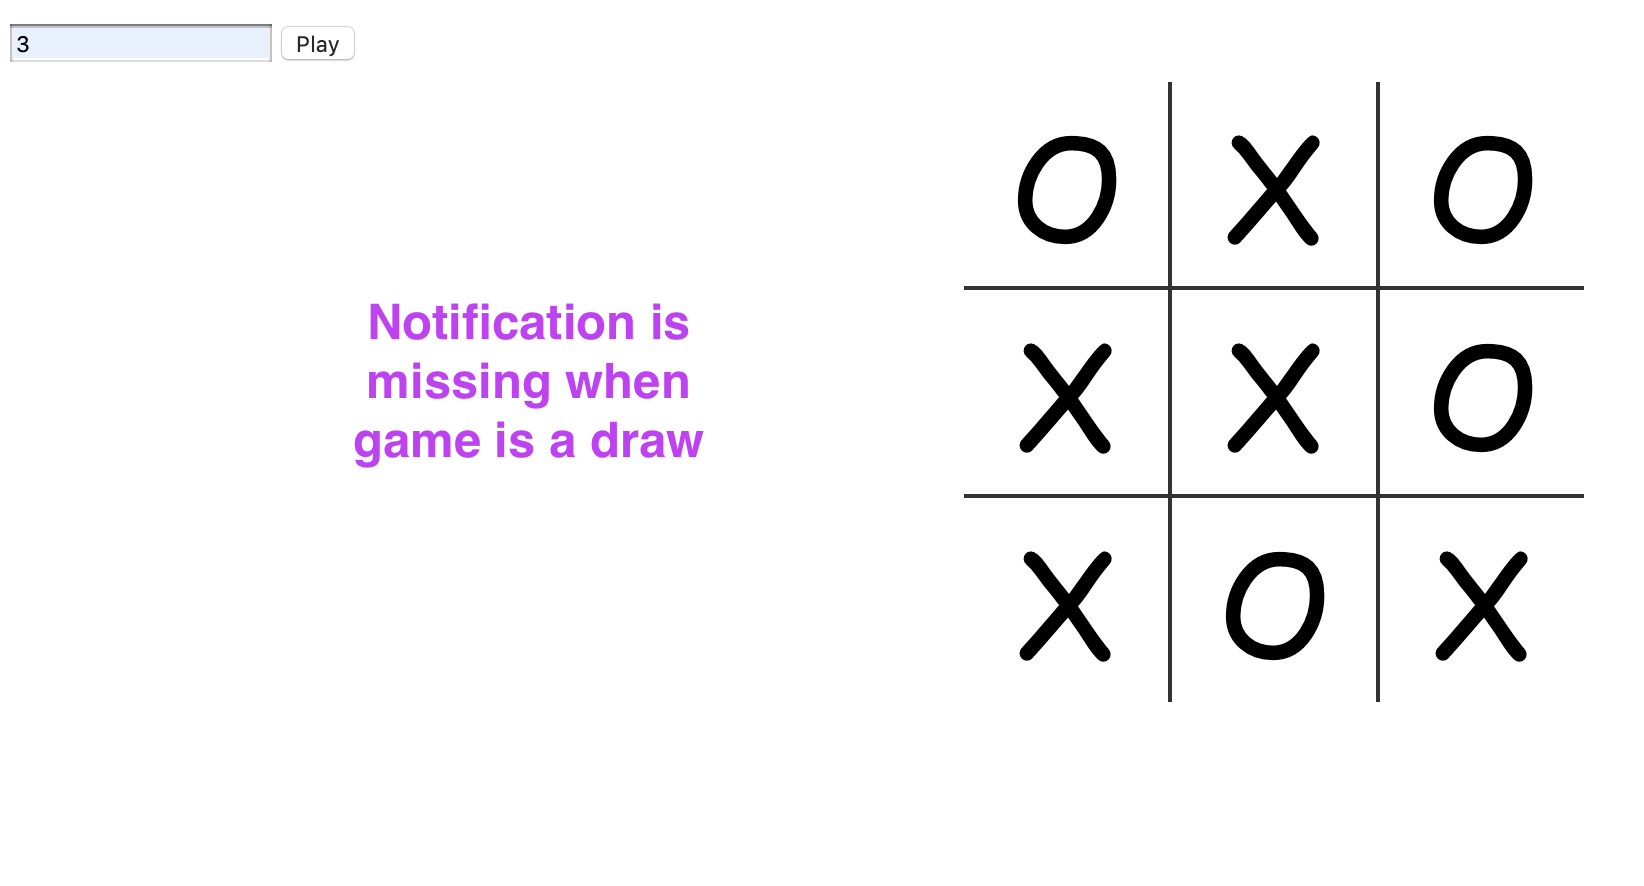 3 Play
Notification is
missing when
game is a draw
O X O
X X O
X O X